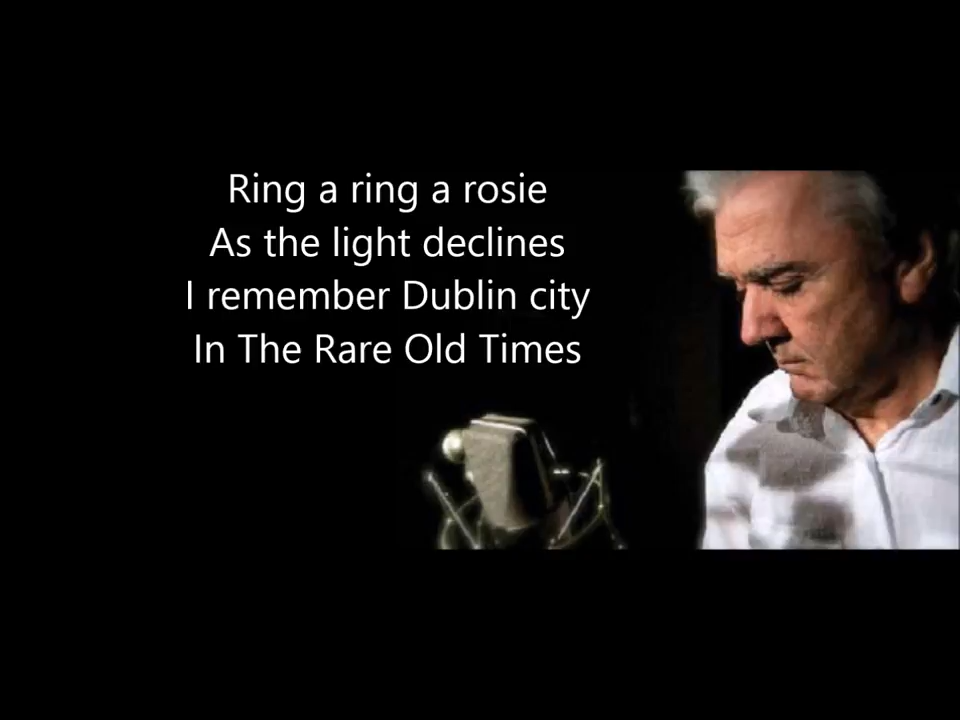 Ring a ring a rosie
As the light declines
I remember Dublin city
In The Rare Old Times